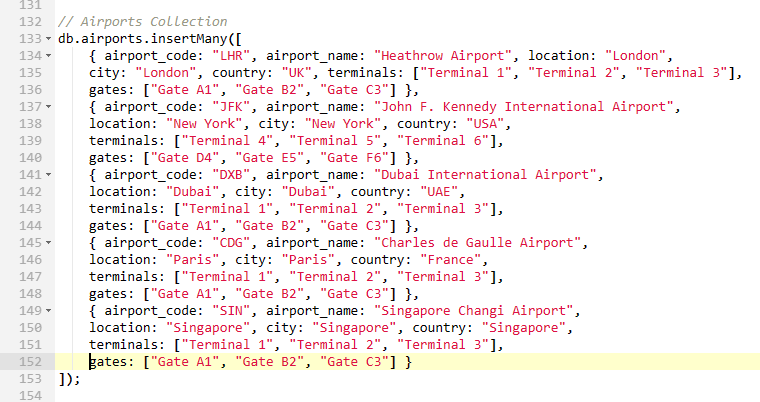 131
132 // Airports Collection
133 db.airports.insertMany([
134     { airport_code: "LHR", airport_name: "Heathrow Airport", location: "London",
135     city: "London", country: "UK", terminals: ["Terminal 1", "Terminal 2", "Terminal 3"],
136     gates: ["Gate A1", "Gate B2", "Gate C3"] },
137     { airport_code: "JFK", airport_name: "John F. Kennedy International Airport",
138     location: "New York", city: "New York", country: "USA",
139     terminals: ["Terminal 4", "Terminal 5", "Terminal 6"],
140     gates: ["Gate D4", "Gate E5", "Gate F6"] },
141     { airport_code: "DXB", airport_name: "Dubai International Airport",
142     location: "Dubai", city: "Dubai", country: "UAE",
143     terminals: ["Terminal 1", "Terminal 2", "Terminal 3"],
144     gates: ["Gate A1", "Gate B2", "Gate C3"] },
145     { airport_code: "CDG", airport_name: "Charles de Gaulle Airport",
146     location: "Paris", city: "Paris", country: "France",
147     terminals: ["Terminal 1", "Terminal 2", "Terminal 3"],
148     gates: ["Gate A1", "Gate B2", "Gate C3"] },
149     { airport_code: "SIN", airport_name: "Singapore Changi Airport",
150     location: "Singapore", city: "Singapore", country: "Singapore",
151     terminals: ["Terminal 1", "Terminal 2", "Terminal 3"],
152     gates: ["Gate A1", "Gate B2", "Gate C3"] }
153 ]);
154